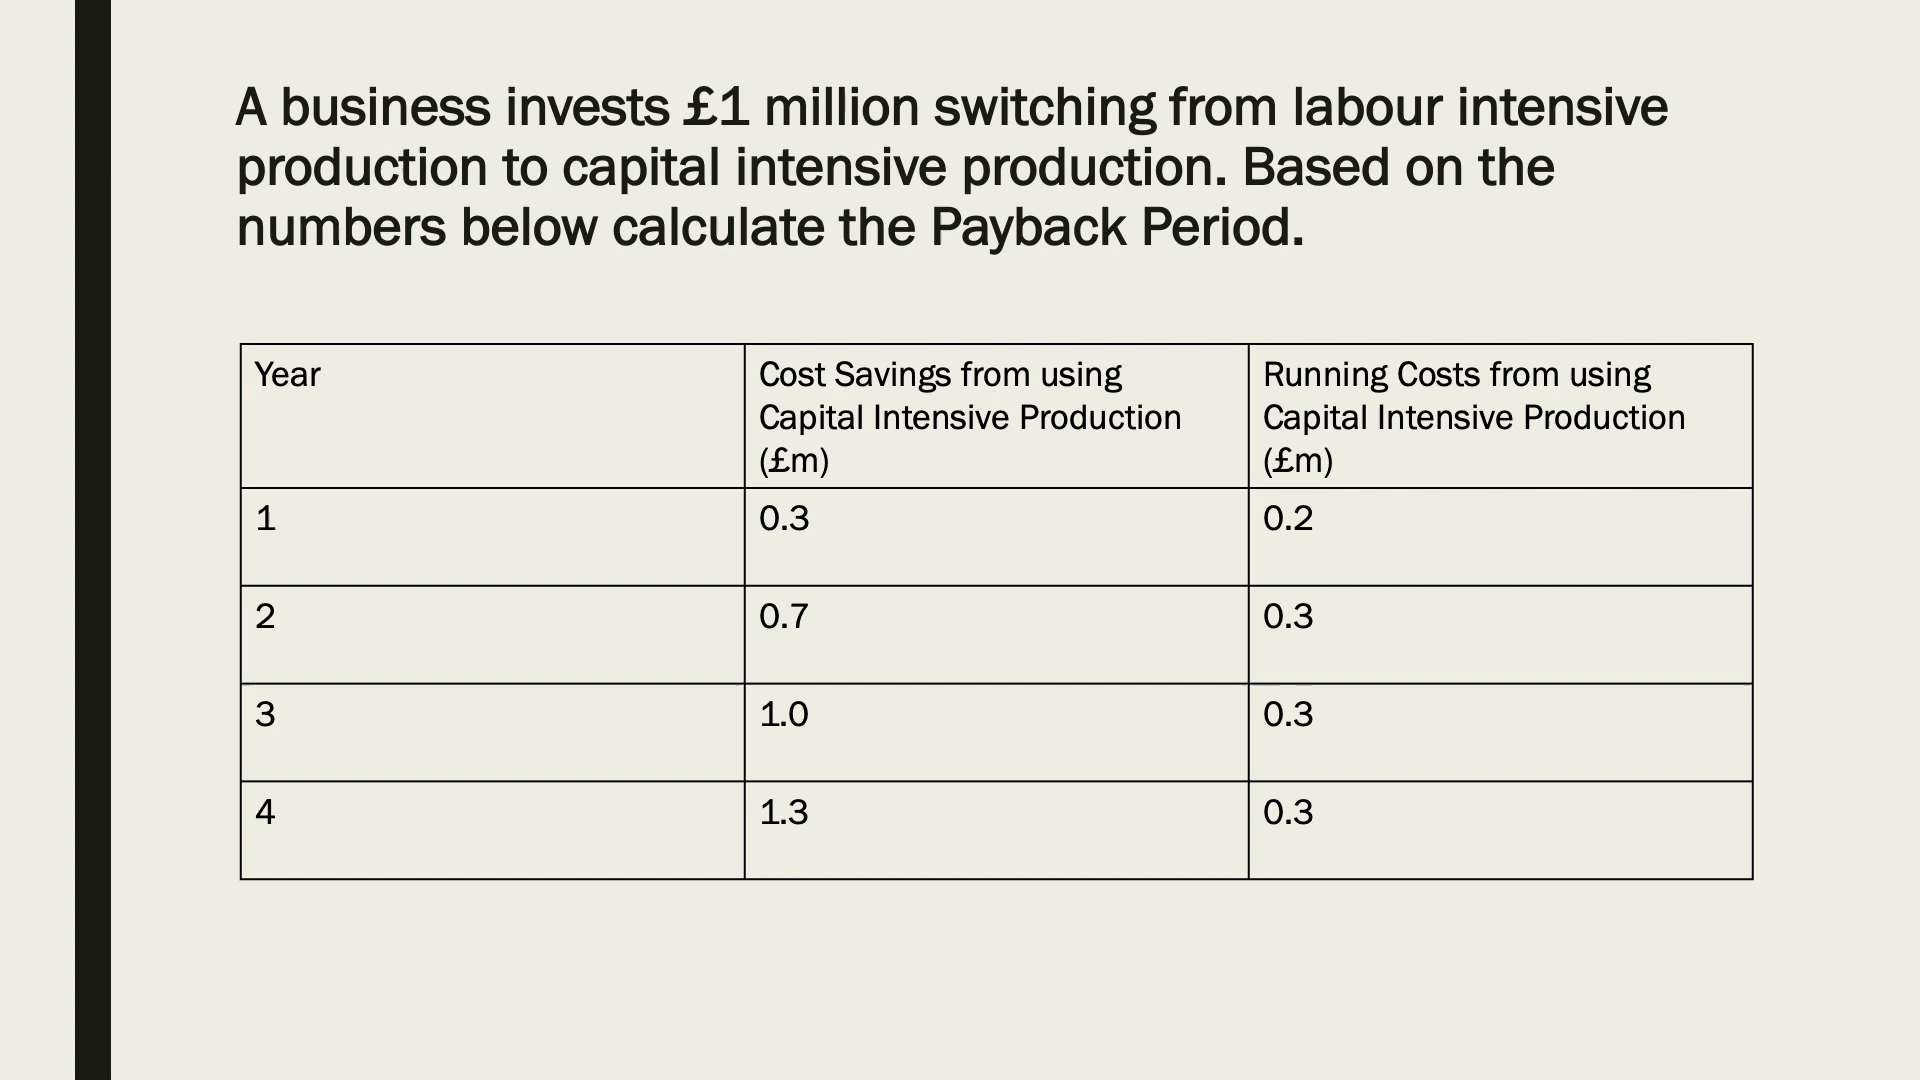 A business invests £1 million switching from labour intensive
production to capital intensive production. Based on the
numbers below calculate the Payback Period.
Year
Cost Savings from using
Capital Intensive Production
(£m)
Running Costs from using
Capital Intensive Production
(£m)
1
0.3
0.2
2
0.7
0.3
3
1.0
0.3
4
1.3
0.3